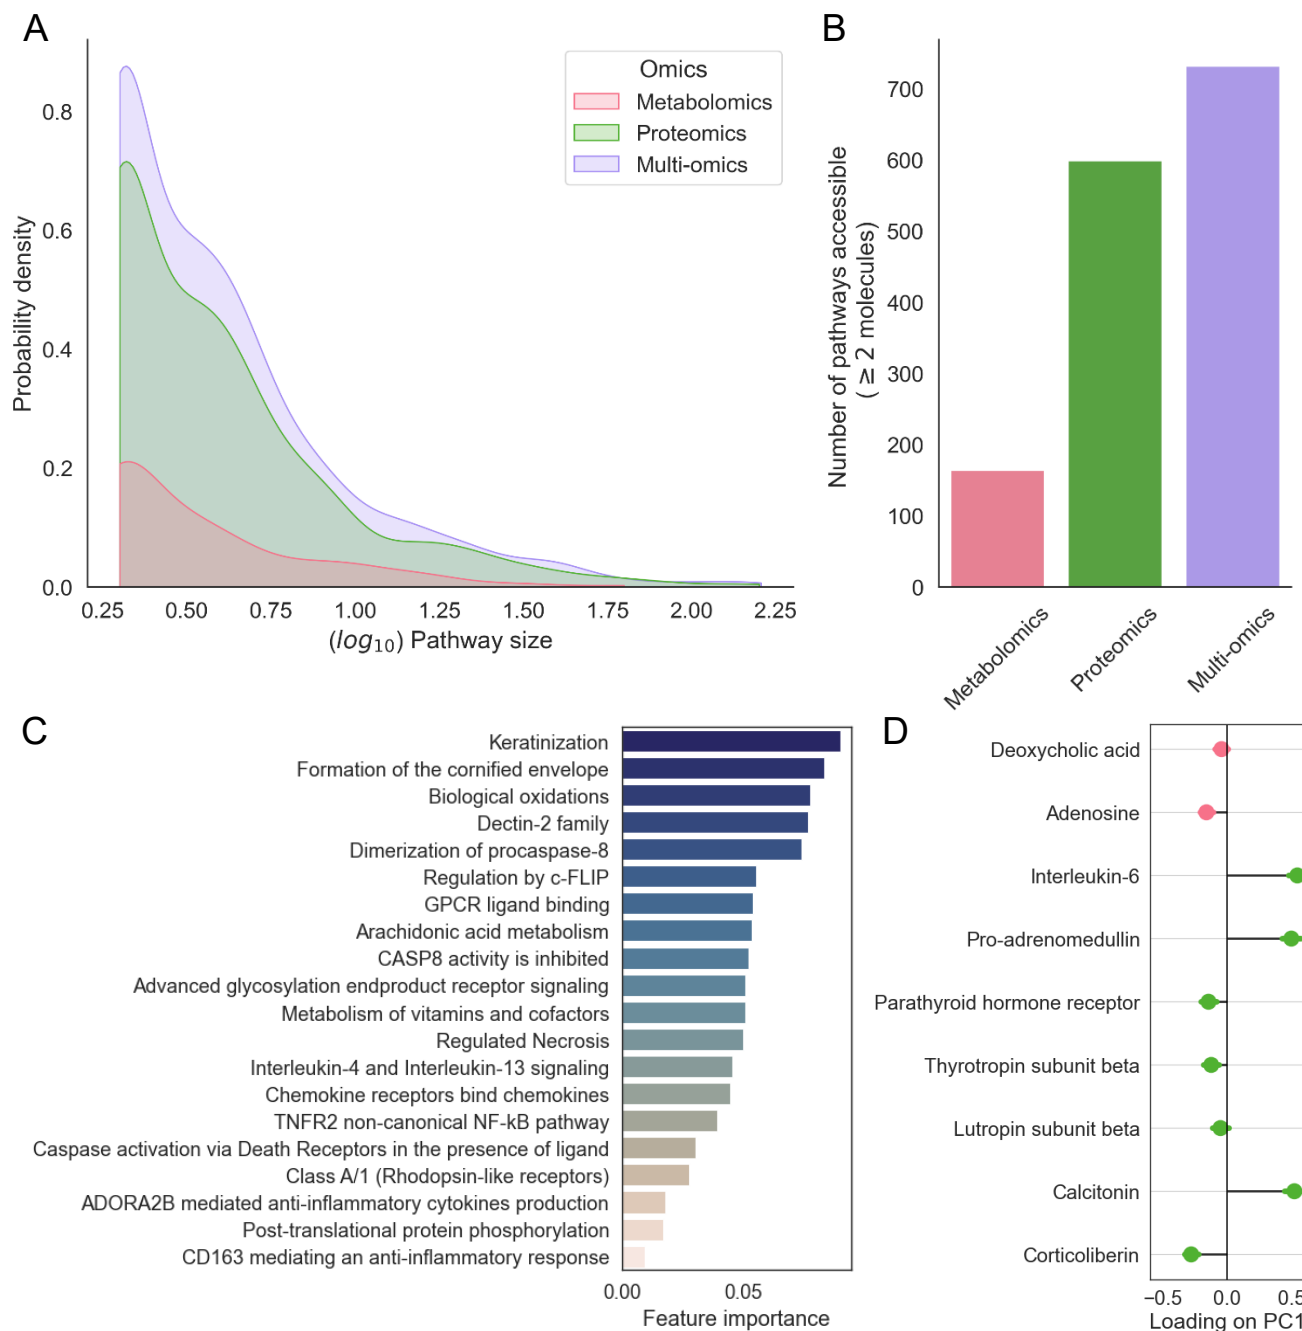 A
Probability density
0.8
0.6
0.4
0.2
0.0
0.25 0.50 0.75 1.00 1.25 1.50 1.75 2.00 2.25
(log10) Pathway size
Omics
Metabolomics
Proteomics
Multi-omics
B
Number of pathways accessible
(≥ 2 molecules)
700
600
500
400
300
200
100
0
Metabolomics
Proteomics
Multi-omics
C
Keratinization
Formation of the cornified envelope
Biological oxidations
Dectin-2 family
Dimerization of procaspase-8
Regulation by c-FLIP
GPCR ligand binding
Arachidonic acid metabolism
CASP8 activity is inhibited
Advanced glycosylation endproduct receptor signaling
Metabolism of vitamins and cofactors
Regulated Necrosis
Interleukin-4 and Interleukin-13 signaling
Chemokine receptors bind chemokines
TNFR2 non-canonical NF-kB pathway
Caspase activation via Death Receptors in the presence of ligand
Class A/1 (Rhodopsin-like receptors)
ADORA2B mediated anti-inflammatory cytokines production
Post-translational protein phosphorylation
CD163 mediating an anti-inflammatory response
0.00 0.05
Feature importance
D
Deoxycholic acid
Adenosine
Interleukin-6
Pro-adrenomedullin
Parathyroid hormone receptor
Thyrotropin subunit beta
Lutropin subunit beta
Calcitonin
Corticoliberin
−0.5 0.0 0.5
Loading on PC1